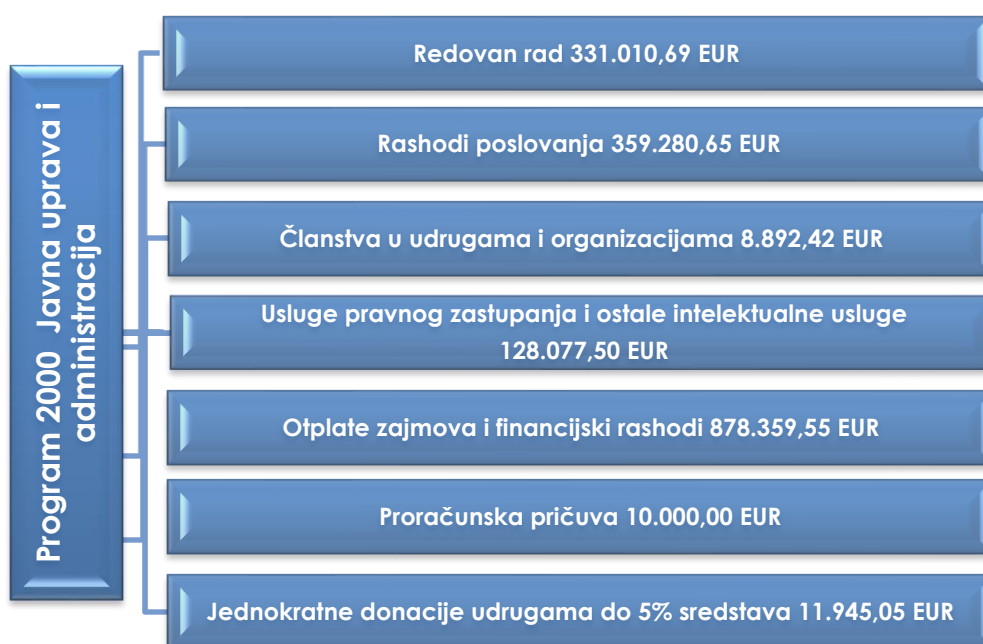 Program 2000  Javna uprava i
administracija
Redovan rad 331.010,69 EUR
Rashodi poslovanja 359.280,65 EUR
Članstva u udrugama i organizacijama 8.892,42 EUR
Usluge pravnog zastupanja i ostale intelektualne usluge
128.077,50 EUR
Otplate zajmova i financijski rashodi 878.359,55 EUR
Proračunska pričuva 10.000,00 EUR
Jednokratne donacije udrugama do 5% sredstava 11.945,05 EUR